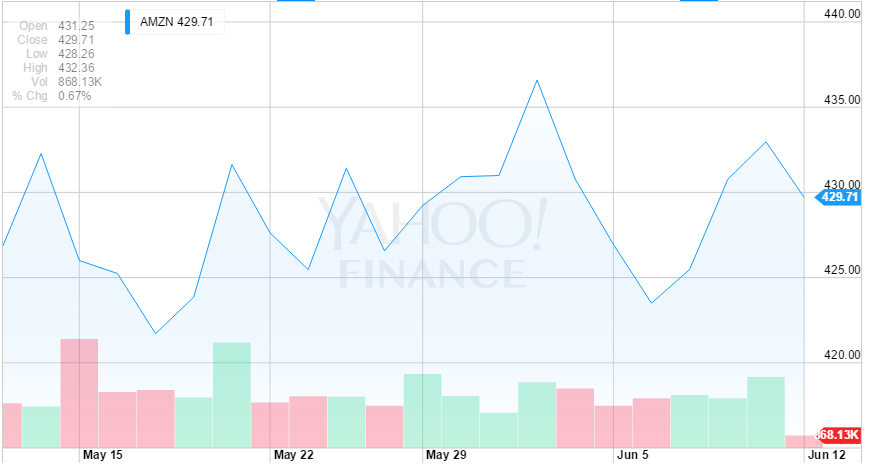 AMZN 429.71
Open 431.25
Close 429.71
Low 428.26
High 432.36
Vol 868.13K
% Chg 0.67%
440.00
435.00
430.00
429.71
425.00
420.00
YAHOO!
FINANCE
868.13K
May 15
May 22
May 29
Jun 5
Jun 12